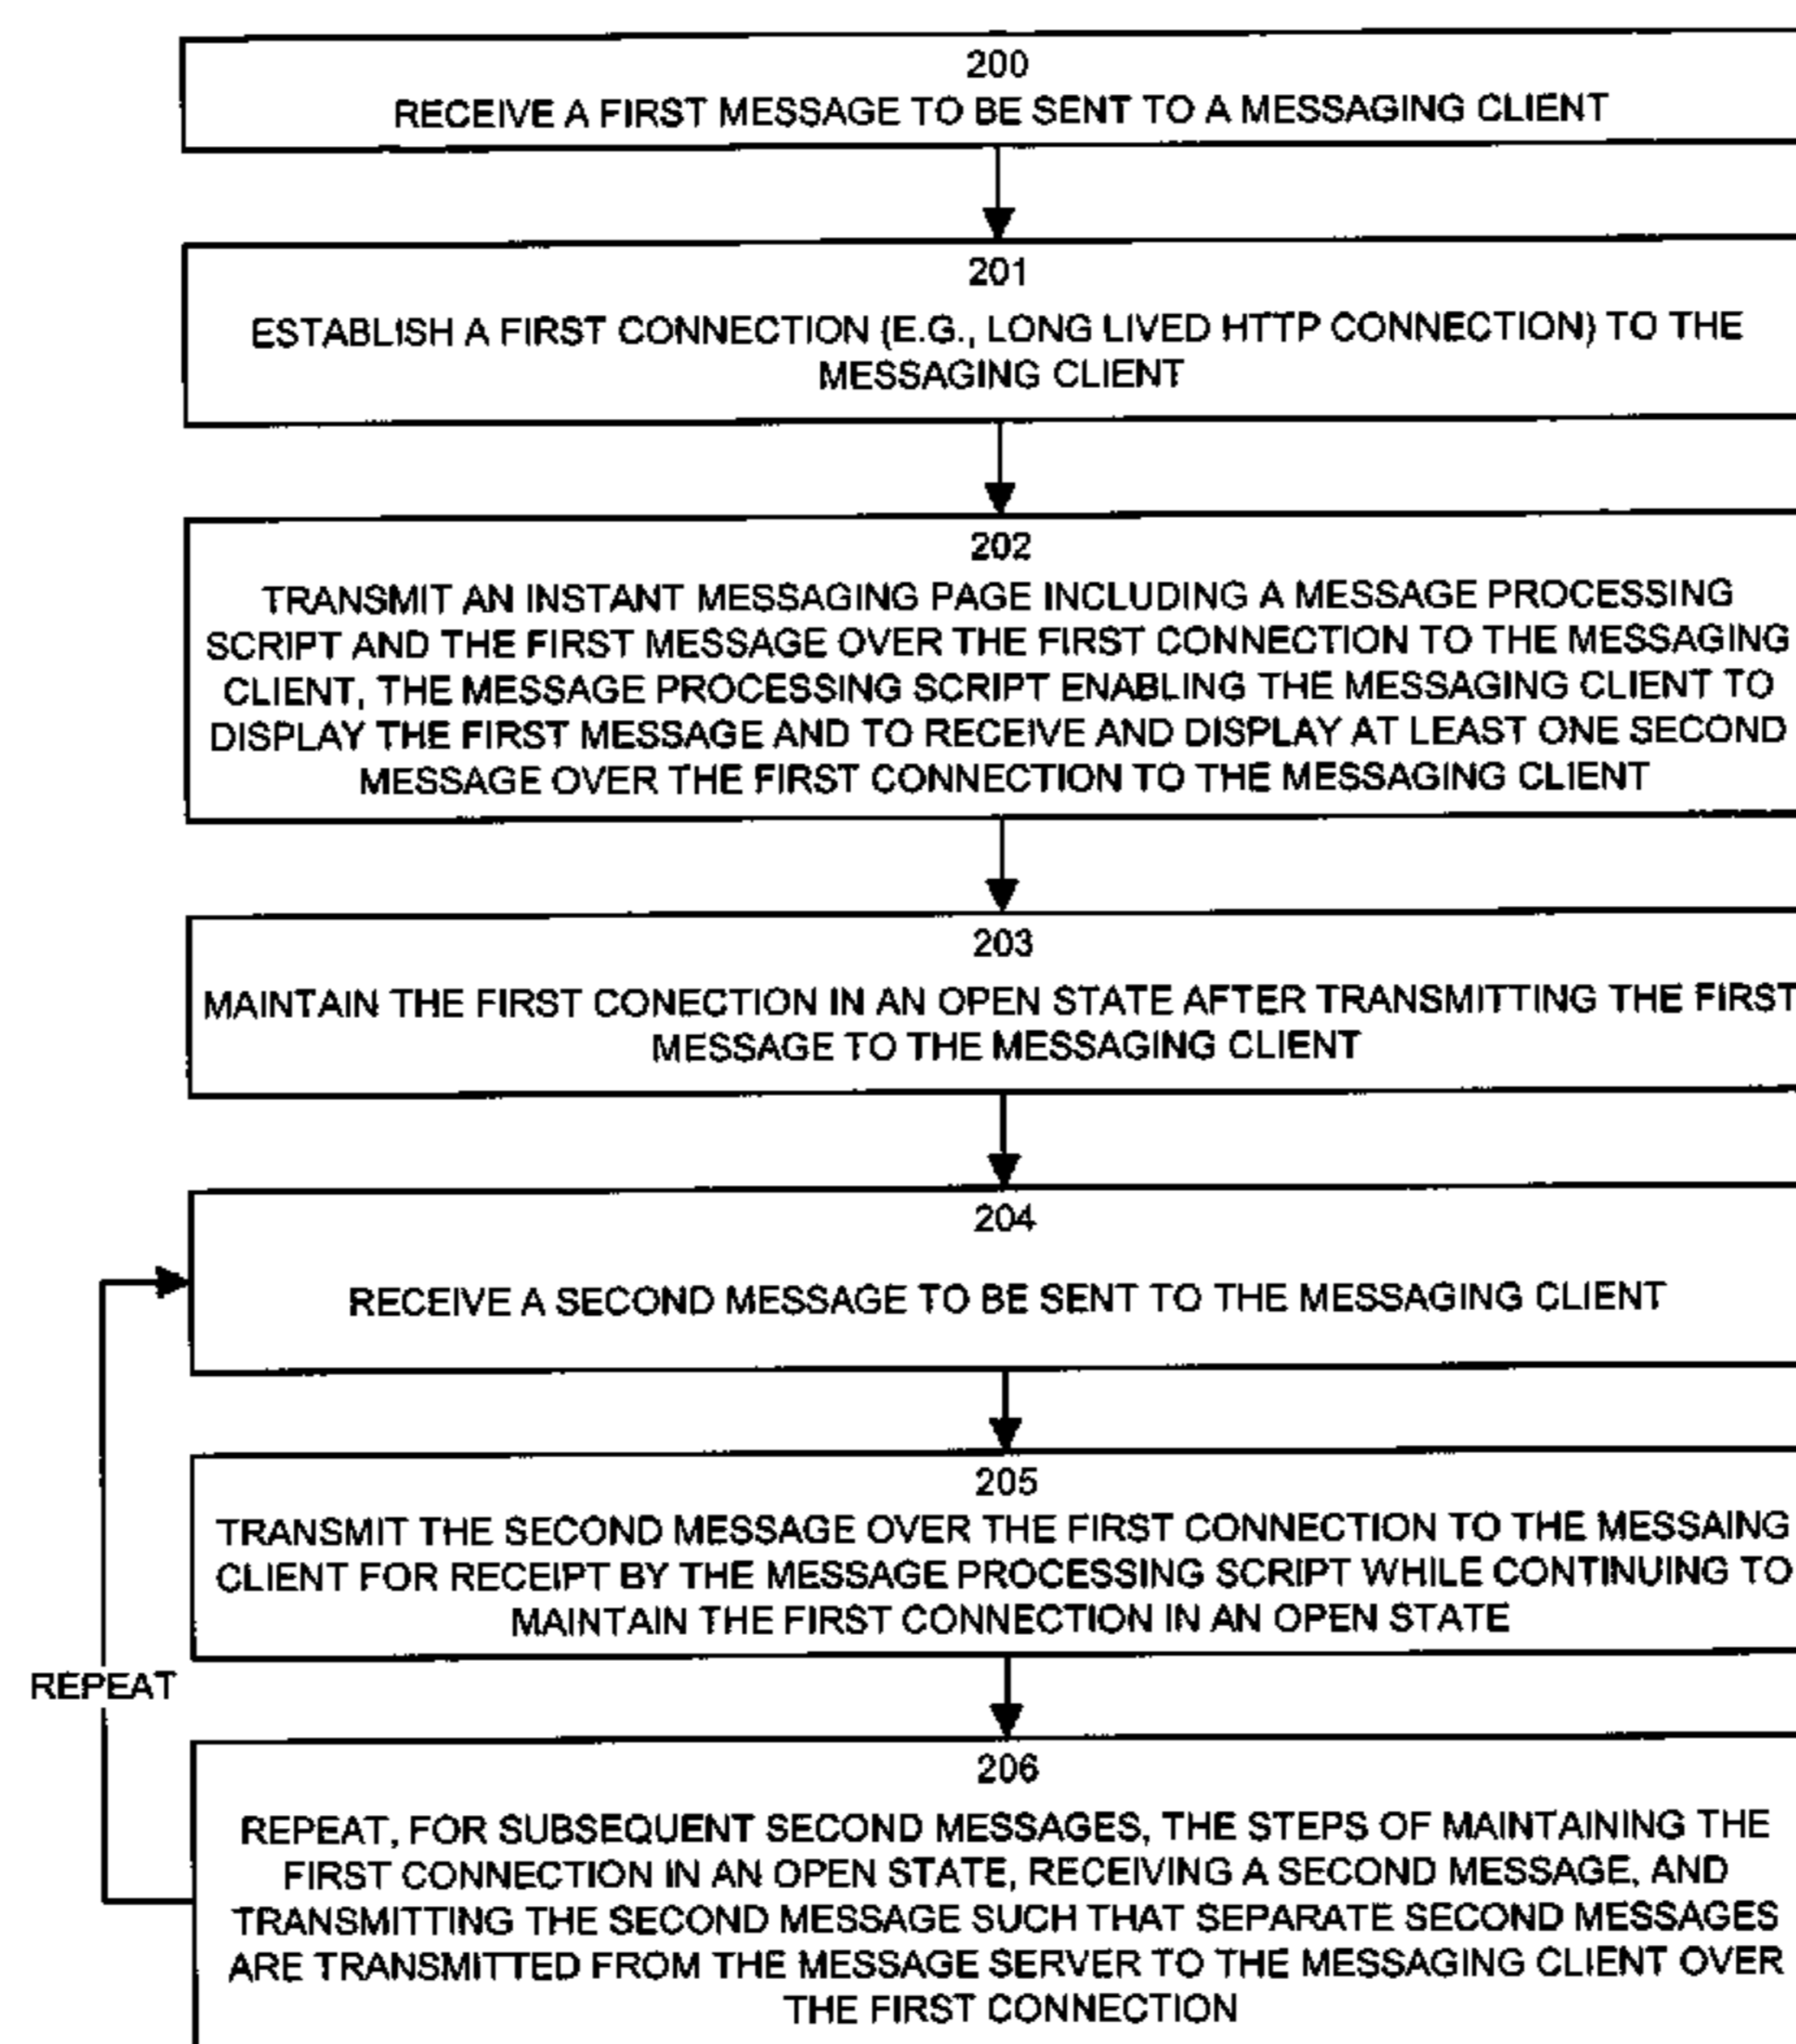 200
RECEIVE A FIRST MESSAGE TO BE SENT TO A MESSAGING CLIENT
201
ESTABLISH A FIRST CONNECTION (E.G., LONG LIVED HTTP CONNECTION) TO THE
MESSAGING CLIENT
202
TRANSMIT AN INSTANT MESSAGING PAGE INCLUDING A MESSAGE PROCESSING
SCRIPT AND THE FIRST MESSAGE OVER THE FIRST CONNECTION TO THE MESSAGING
CLIENT, THE MESSAGE PROCESSING SCRIPT ENABLING THE MESSAGING CLIENT TO
DISPLAY THE FIRST MESSAGE AND TO RECEIVE AND DISPLAY AT LEAST ONE SECOND
MESSAGE OVER THE FIRST CONNECTION TO THE MESSAGING CLIENT
203
MAINTAIN THE FIRST CONECTION IN AN OPEN STATE AFTER TRANSMITTING THE FIRST
MESSAGE TO THE MESSAGING CLIENT
204
RECEIVE A SECOND MESSAGE TO BE SENT TO THE MESSAGING CLIENT
205
TRANSMIT THE SECOND MESSAGE OVER THE FIRST CONNECTION TO THE MESSAING
CLIENT FOR RECEIPT BY THE MESSAGE PROCESSING SCRIPT WHILE CONTINUING TO
MAINTAIN THE FIRST CONNECTION IN AN OPEN STATE
REPEAT
206
REPEAT, FOR SUBSEQUENT SECOND MESSAGES, THE STEPS OF MAINTAINING THE
FIRST CONNECTION IN AN OPEN STATE, RECEIVING A SECOND MESSAGE, AND
TRANSMITTING THE SECOND MESSAGE SUCH THAT SEPARATE SECOND MESSAGES
ARE TRANSMITTED FROM THE MESSAGE SERVER TO THE MESSAGING CLIENT OVER
THE FIRST CONNECTION